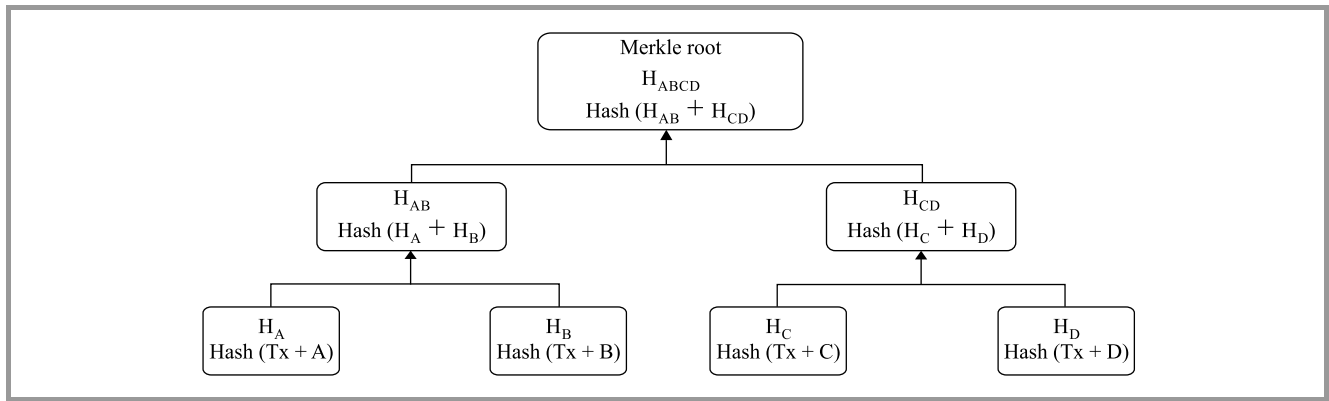 Merkle root
H_ABCD
Hash (H_AB + H_CD)
H_AB
Hash (H_A + H_B)
H_CD
Hash (H_C + H_D)
H_A
Hash (Tx + A)
H_B
Hash (Tx + B)
H_C
Hash (Tx + C)
H_D
Hash (Tx + D)